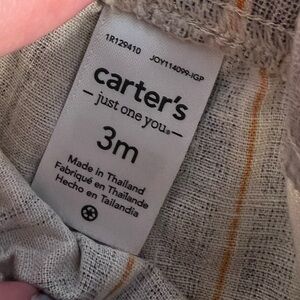 1R129410 JOY114099-IGP
carter's
just one you®
3m
Made in Thailand
Fabriqué en Thaïlande
Hecho en Tailandia